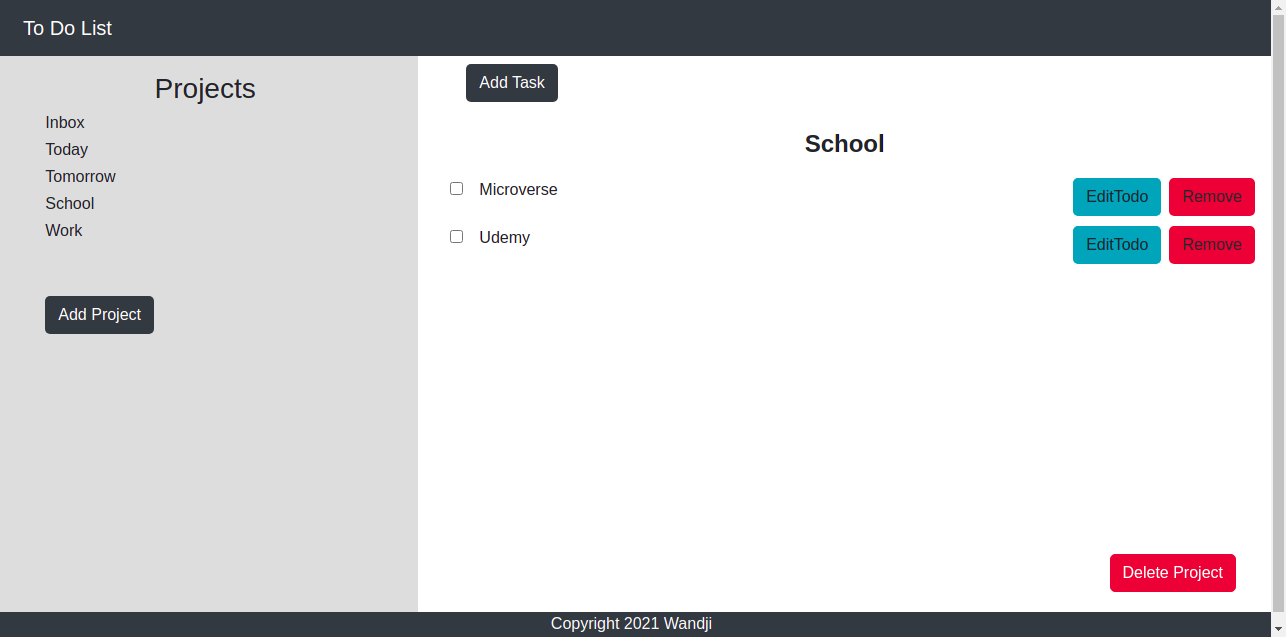 To Do List
Projects
Inbox
Today
Tomorrow
School
Work
Add Project
Add Task
School
Microverse EditTodo Remove
Udemy EditTodo Remove
Delete Project
Copyright 2021 Wandji